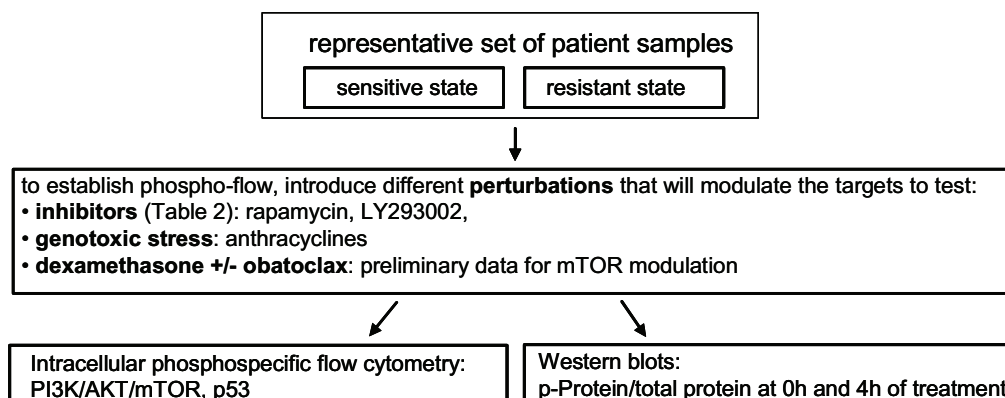 representative set of patient samples
sensitive state
resistant state
to establish phospho-flow, introduce different perturbations that will modulate the targets to test:
• inhibitors (Table 2): rapamycin, LY293002,
• genotoxic stress: anthracyclines
• dexamethasone +/- obatoclax: preliminary data for mTOR modulation
Intracellular phosphospecific flow cytometry:
PI3K/AKT/mTOR, p53
Western blots:
p-Protein/total protein at 0h and 4h of treatment